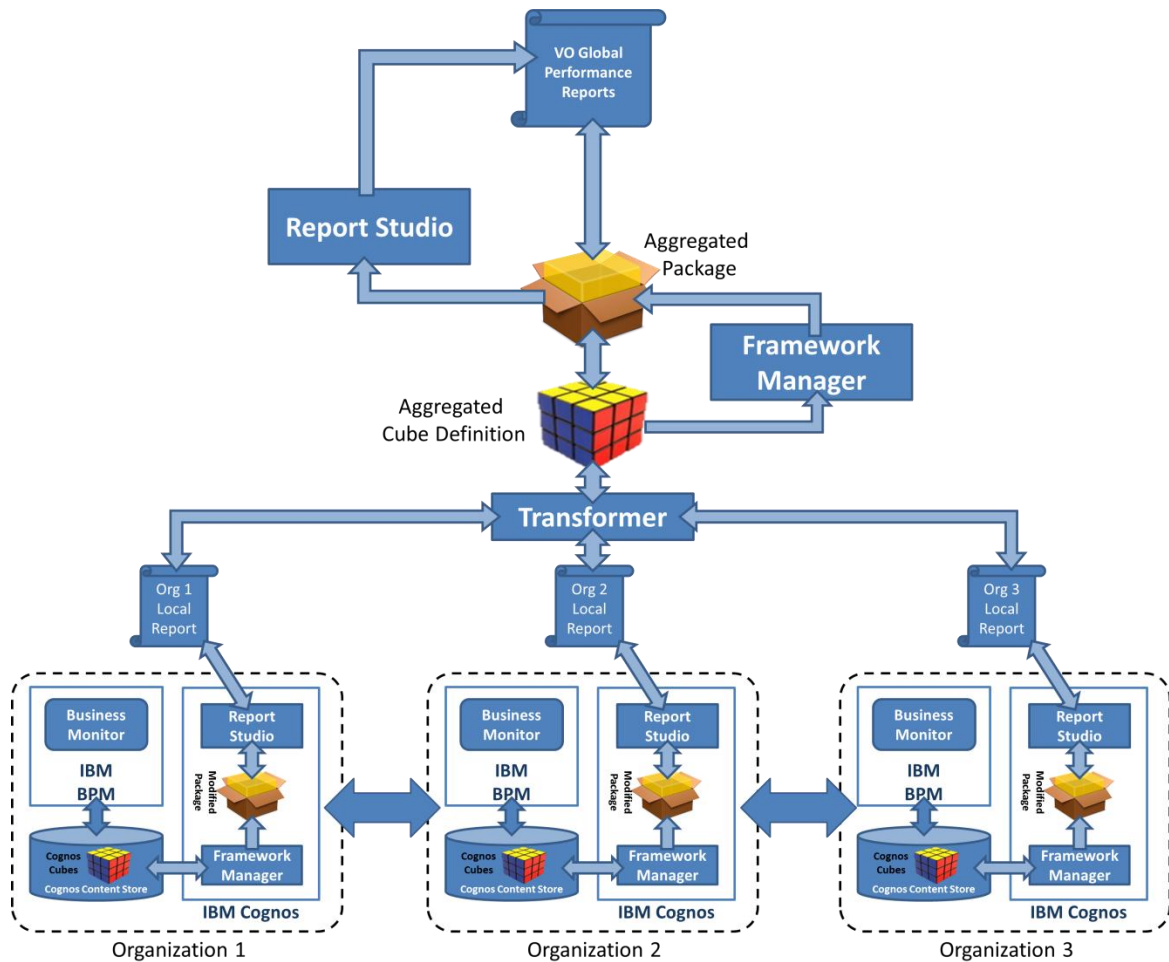 VO Global
Performance
Reports
Report Studio
Aggregated
Package
Framework
Manager
Aggregated
Cube Definition
Transformer
Org 1
Local
Report
Org 2
Local
Report
Org 3
Local
Report
Business
Monitor
IBM
BPM
Report
Studio
Modified
Package
Cognos
Cubes
Cognos Content Store
Framework
Manager
IBM Cognos
Organization 1
Business
Monitor
IBM
BPM
Report
Studio
Modified
Package
Cognos
Cubes
Cognos Content Store
Framework
Manager
IBM Cognos
Organization 2
Business
Monitor
IBM
BPM
Report
Studio
Modified
Package
Cognos
Cubes
Cognos Content Store
Framework
Manager
IBM Cognos
Organization 3